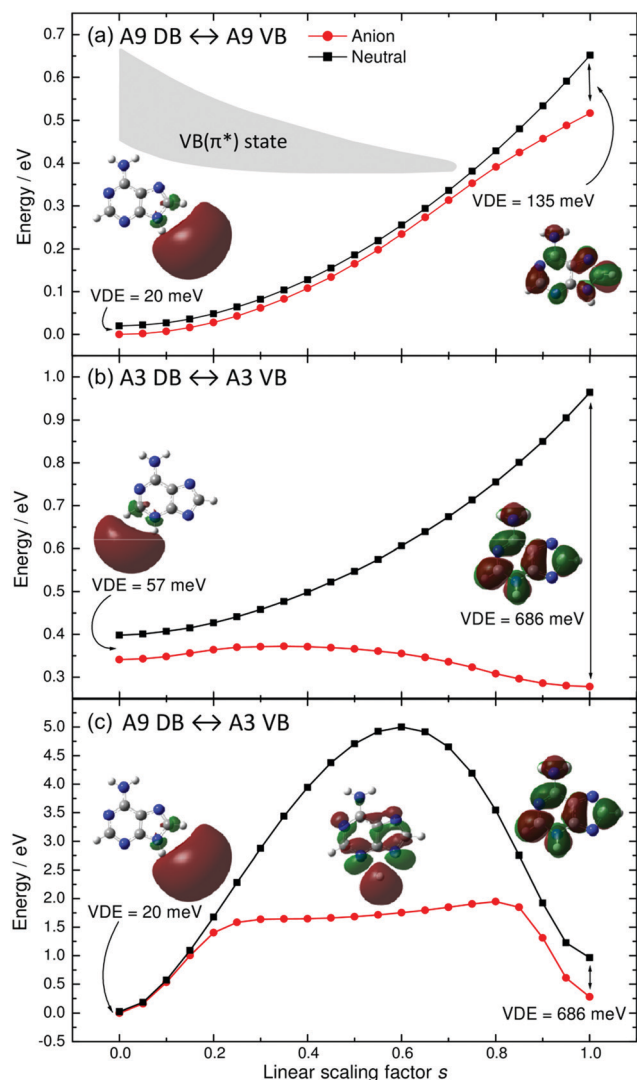 (a) A9 DB ↔ A9 VB
Anion
Neutral
VB(π*) state
VDE = 20 meV
VDE = 135 meV
Energy / eV
0.7
0.6
0.5
0.4
0.3
0.2
0.1
0.0
(b) A3 DB ↔ A3 VB
VDE = 57 meV
VDE = 686 meV
Energy / eV
1.0
0.9
0.8
0.7
0.6
0.5
0.4
0.3
(c) A9 DB ↔ A3 VB
VDE = 20 meV
VDE = 686 meV
Energy / eV
5.0
4.5
4.0
3.5
3.0
2.5
2.0
1.5
1.0
0.5
0.0
-0.5
0.0 0.2 0.4 0.6 0.8 1.0
Linear scaling factor s